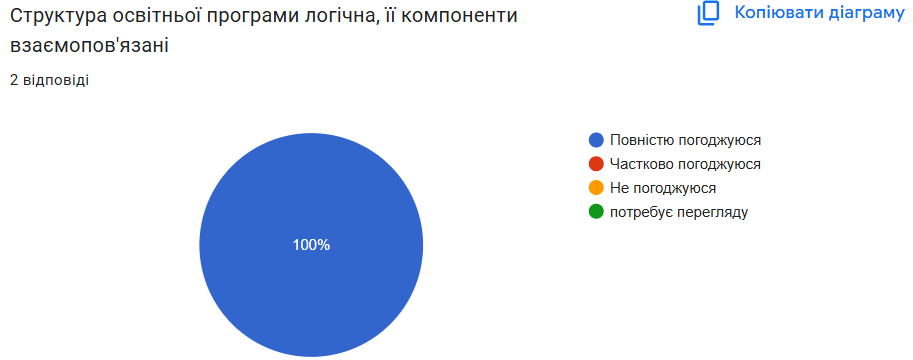 Структура освітньої програми логічна, її компоненти
взаємопов'язані
Копіювати діаграму
2 відповіді
100%
Повністю погоджуюся
Частково погоджуюся
Не погоджуюся
потребує перегляду